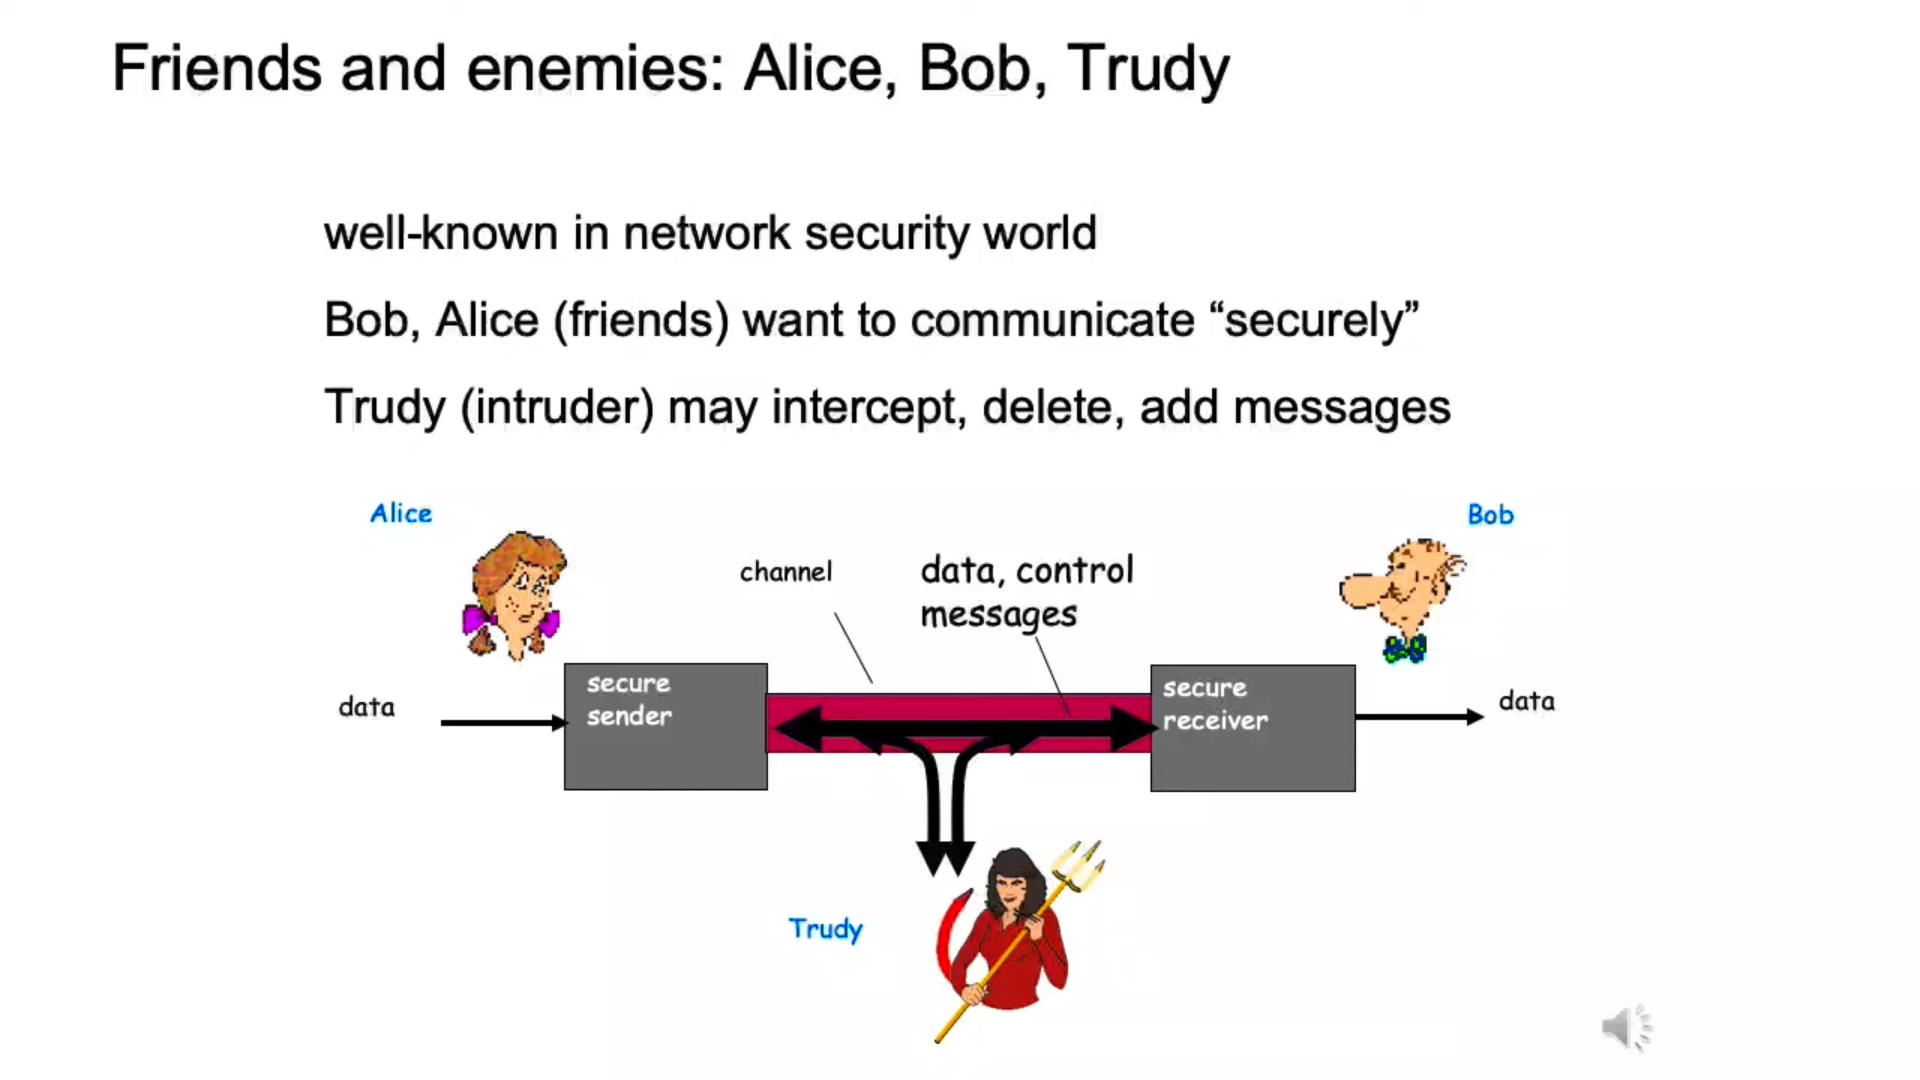 Friends and enemies: Alice, Bob, Trudy
well-known in network security world
Bob, Alice (friends) want to communicate “securely”
Trudy (intruder) may intercept, delete, add messages
Alice
Bob
channel
data, control
messages
data
secure
sender
secure
receiver
data
Trudy